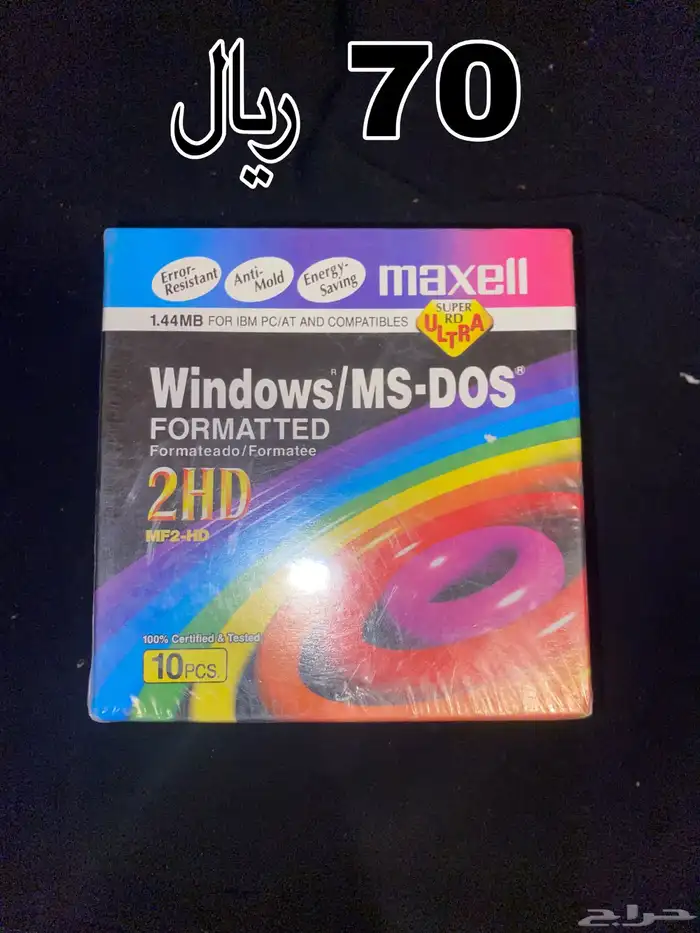 70 ريال
Error-Resistant
Anti-Mold
Energy-Saving
maxell
1.44MB FOR IBM PC/AT AND COMPATIBLES
SUPER
RD
ULTRA
Windows®/MS-DOS®
FORMATTED
Formateado/Formatee
2HD
MF2-HD
100% Certified & Tested
10PCS.
حراج